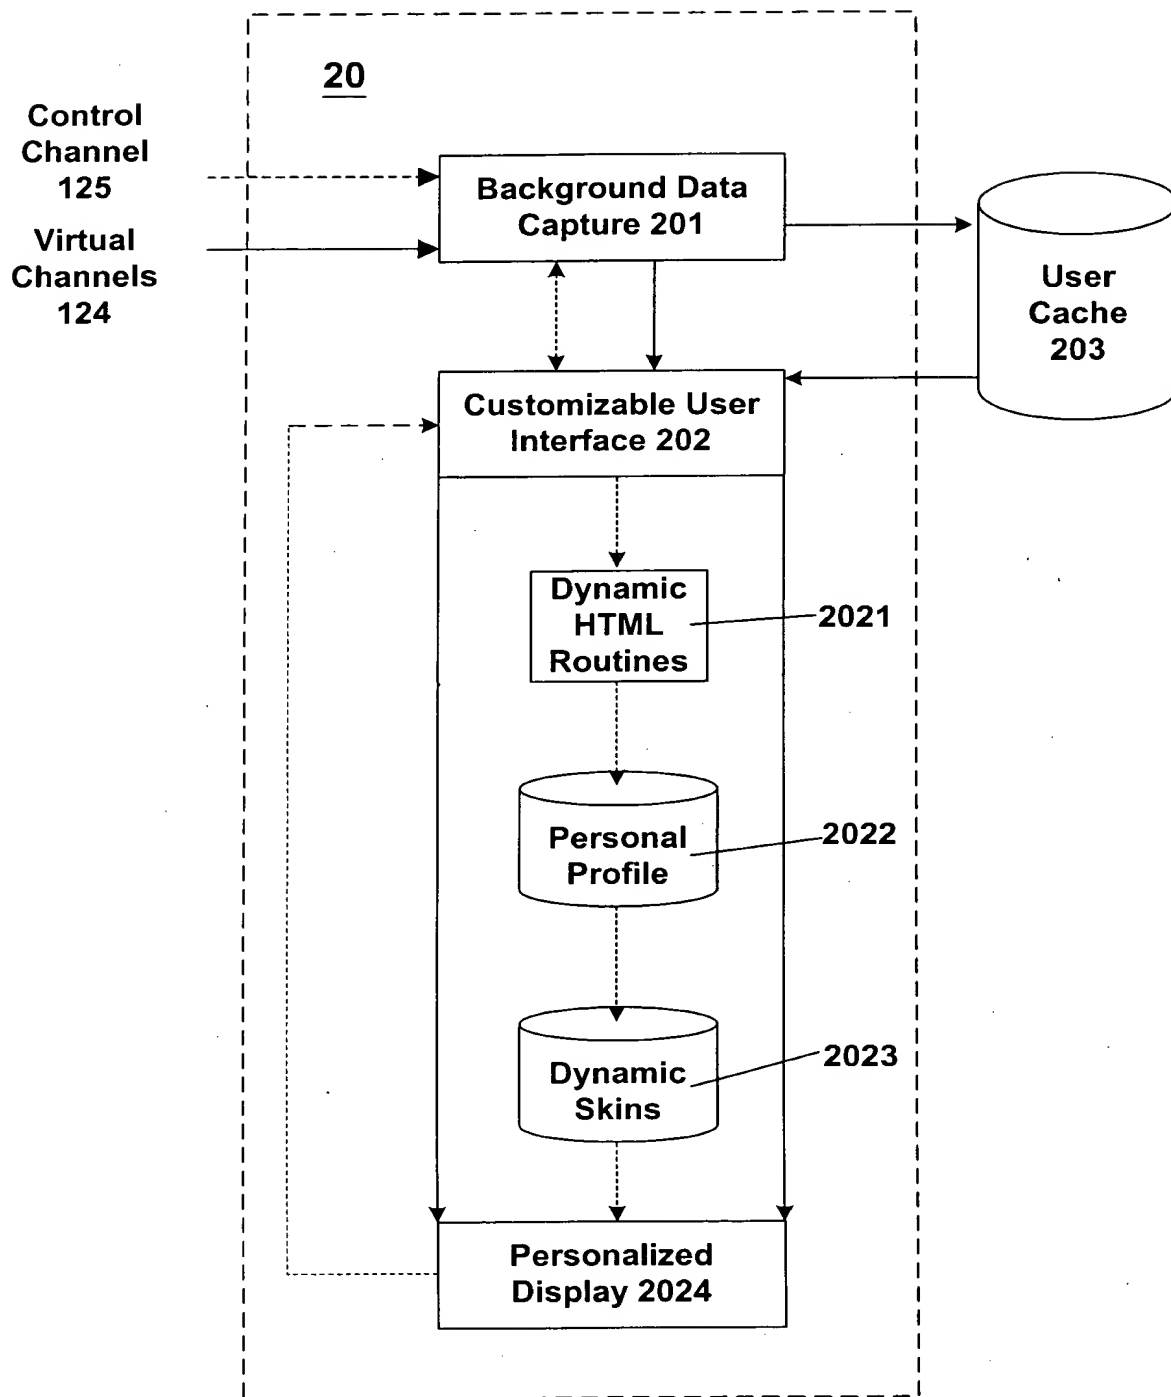 20
Control
Channel
125
Virtual
Channels
124
Background Data
Capture 201
User
Cache
203
Customizable User
Interface 202
Dynamic
HTML
Routines
2021
Personal
Profile
2022
Dynamic
Skins
2023
Personalized
Display 2024